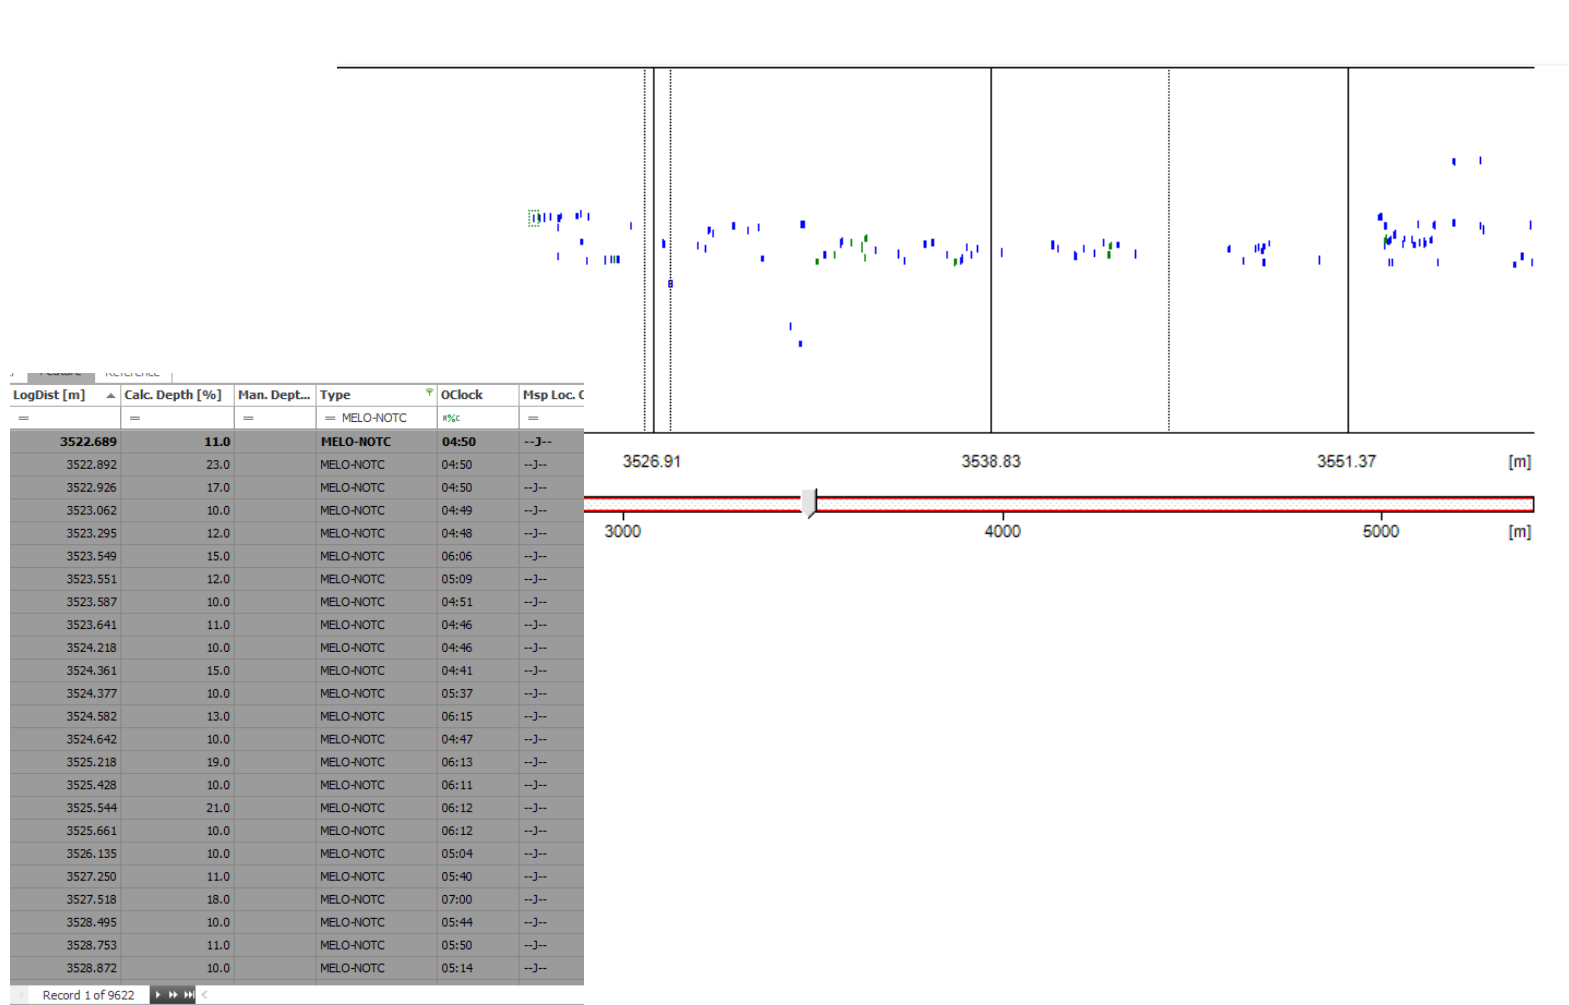 Feature Reference
LogDist [m] Calc. Depth [%] Man. Dept... Type OClock Msp Loc. C
= = = = MELO-NOTC =
3522.689 11.0 MELO-NOTC 04:50 --J--
3522.892 23.0 MELO-NOTC 04:50 --J--
3522.926 17.0 MELO-NOTC 04:50 --J--
3523.062 10.0 MELO-NOTC 04:49 --J--
3523.295 12.0 MELO-NOTC 04:48 --J--
3523.549 15.0 MELO-NOTC 06:06 --J--
3523.551 12.0 MELO-NOTC 05:09 --J--
3523.587 10.0 MELO-NOTC 04:51 --J--
3523.641 11.0 MELO-NOTC 04:46 --J--
3524.218 10.0 MELO-NOTC 04:46 --J--
3524.361 15.0 MELO-NOTC 04:41 --J--
3524.377 10.0 MELO-NOTC 05:37 --J--
3524.582 13.0 MELO-NOTC 06:15 --J--
3524.642 10.0 MELO-NOTC 04:47 --J--
3525.218 19.0 MELO-NOTC 06:13 --J--
3525.428 10.0 MELO-NOTC 06:11 --J--
3525.544 21.0 MELO-NOTC 06:12 --J--
3525.661 10.0 MELO-NOTC 06:12 --J--
3526.135 10.0 MELO-NOTC 05:04 --J--
3527.250 11.0 MELO-NOTC 05:40 --J--
3527.518 18.0 MELO-NOTC 07:00 --J--
3528.495 10.0 MELO-NOTC 05:44 --J--
3528.753 11.0 MELO-NOTC 05:50 --J--
3528.872 10.0 MELO-NOTC 05:14 --J--
Record 1 of 9622
3526.91 3538.83 3551.37 [m]
3000 4000 5000 [m]